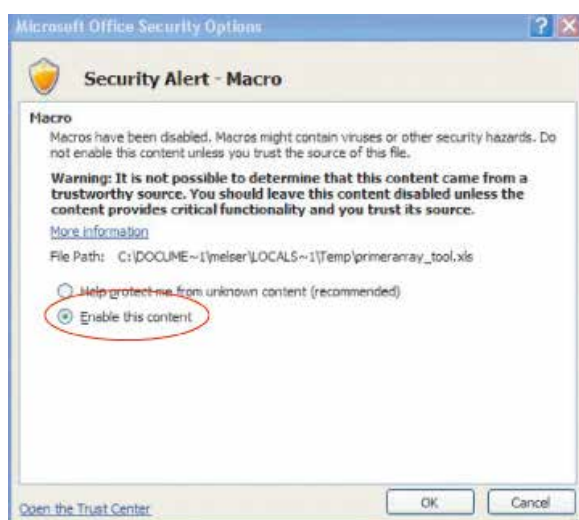 Microsoft Office Security Options
Security Alert - Macro
Macro
Macros have been disabled. Macros might contain viruses or other security hazards. Do
not enable this content unless you trust the source of this file.
Warning: It is not possible to determine that this content came from a
trustworthy source. You should leave this content disabled unless the
content provides critical functionality and you trust its source.
More information
File Path: C:\DOCUME~1\melser\LOCALS~1\Temp\primerarray_tool.xls
Help protect me from unknown content (recommended)
Enable this content
Open the Trust Center
OK
Cancel